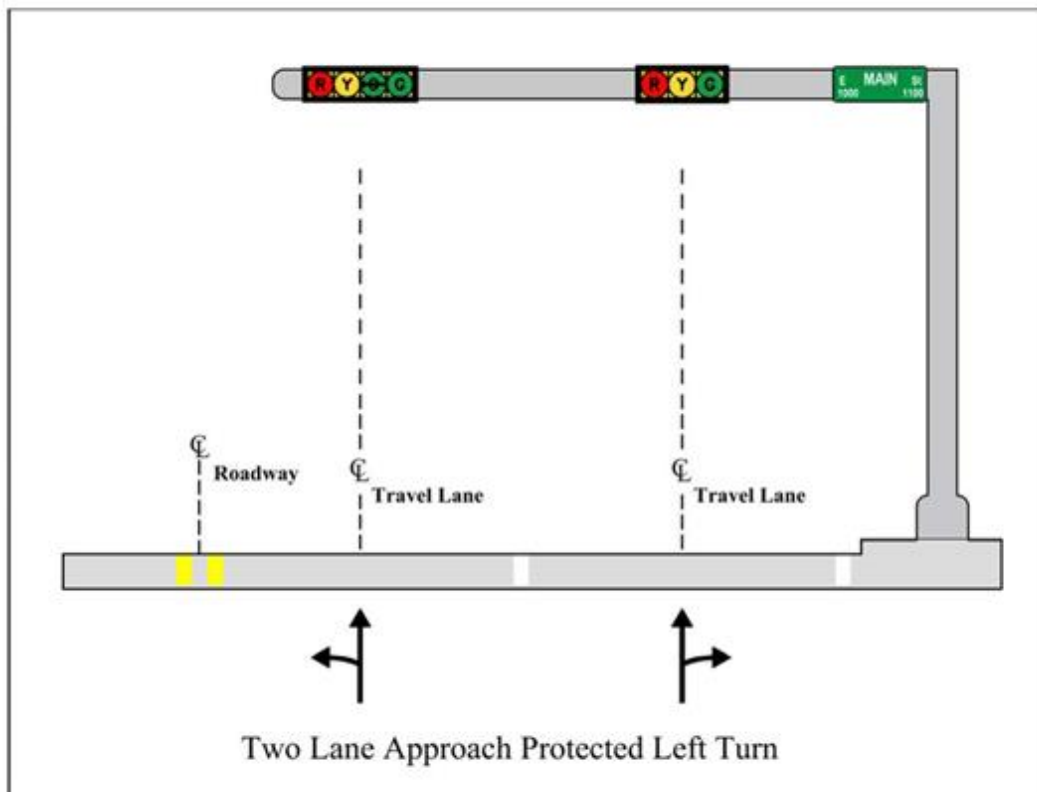 R Y G G
R Y G
E MAIN St
1000 1100
℄
Roadway
℄
Travel Lane
℄
Travel Lane
Two Lane Approach Protected Left Turn